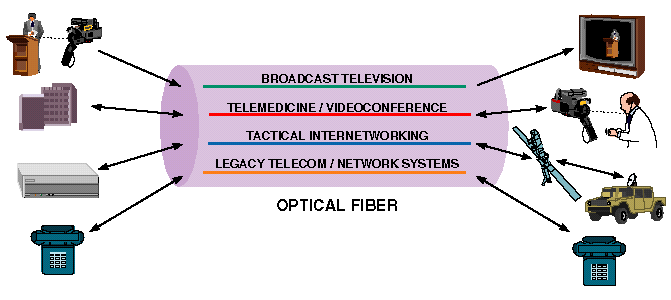 BROADCAST TELEVISION
TELEMEDICINE / VIDEOCONFERENCE
TACTICAL INTERNETWORKING
LEGACY TELECOM / NETWORK SYSTEMS
OPTICAL FIBER